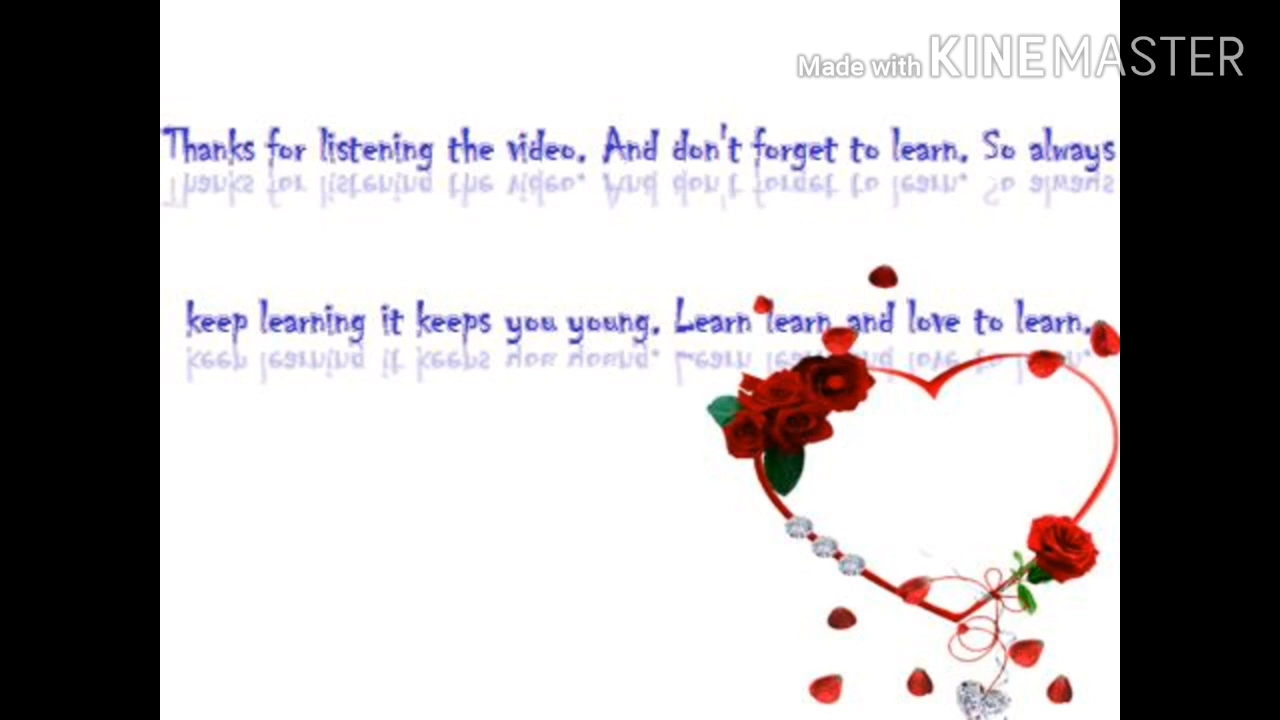 Made with KINEMASTER
Thanks for listening the video. And don't forget to learn. So always
keep learning it keeps you young. Learn learn and love to learn.